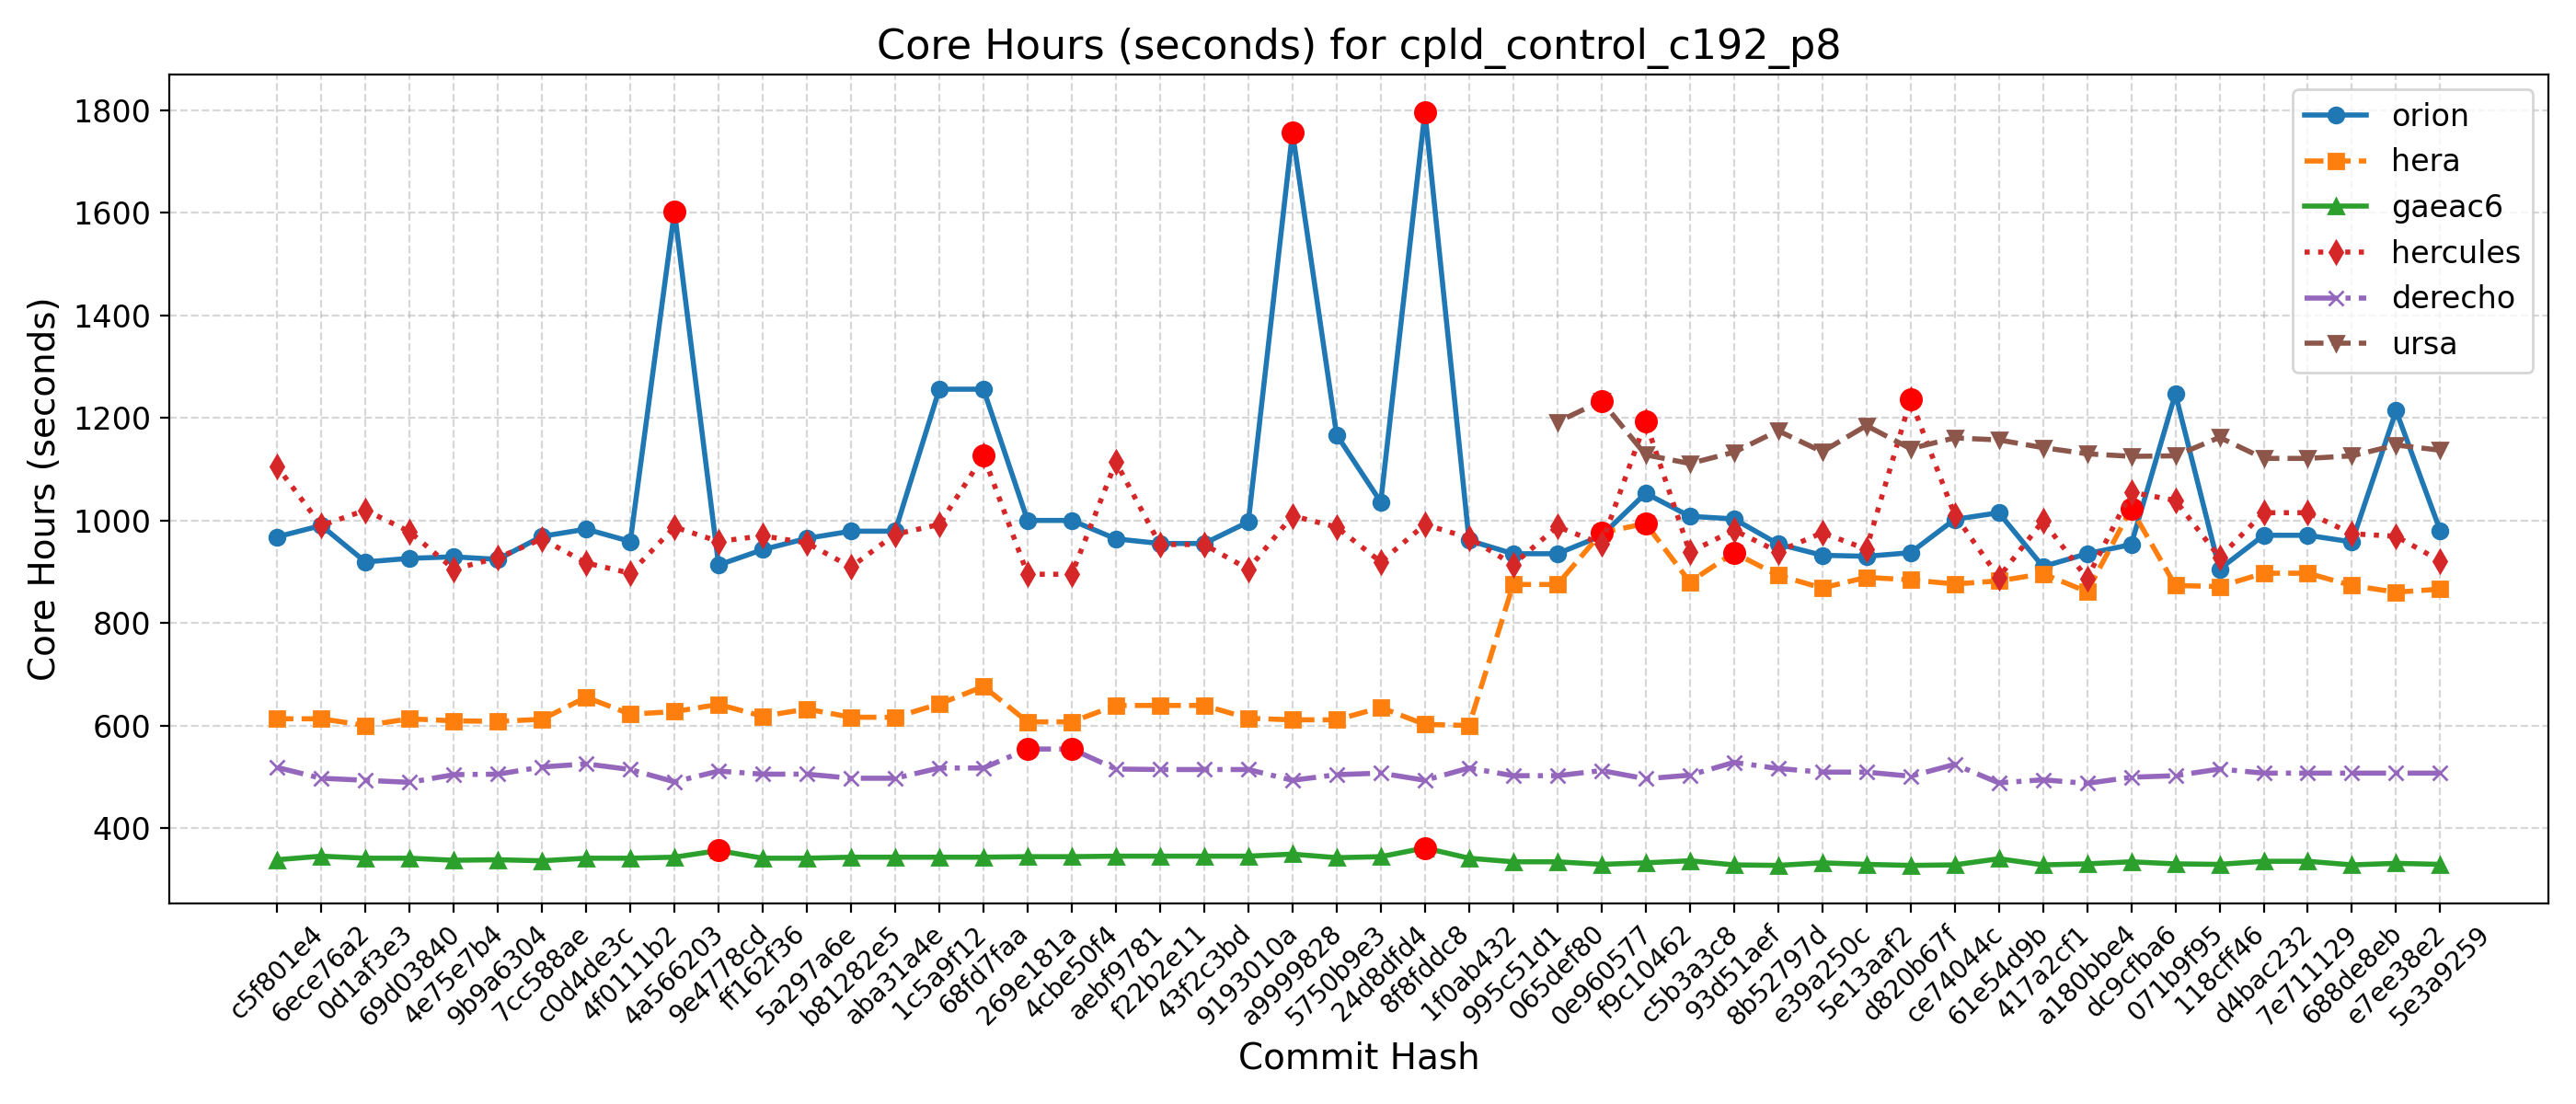 Core Hours (seconds) for cpld_control_c192_p8
Core Hours (seconds)
1800
1600
1400
1200
1000
800
600
400
orion
hera
gaeac6
hercules
derecho
ursa
c5f801e4
6ece76a2
0d1af3e3
69d03840
4e75e7b4
9b9a6304
7cc588ae
c0d4de3c
4f0111b2
4a566203
9e4778cd
ff162f36
5a297a6e
b81282e5
aba31a4e
1c5a9f12
68fd7faa
269e181a
4cbe50f4
aebf9781
f22b2e11
43f2c3bd
9193010a
a9999828
5750b9e3
24d8dfd4
8f8fddc8
1f0ab432
995c51d1
065def80
0e960577
f9c10462
c5b3a3c8
93d51aef
8b52797d
e39a250c
5e13aaf2
d820b67f
ce74044c
61e54d9b
417a2cf1
a180bbe4
dc9cfba6
071b9f95
118cff46
d4bac232
7e711129
688de8eb
e7ee38e2
5e3a9259
Commit Hash